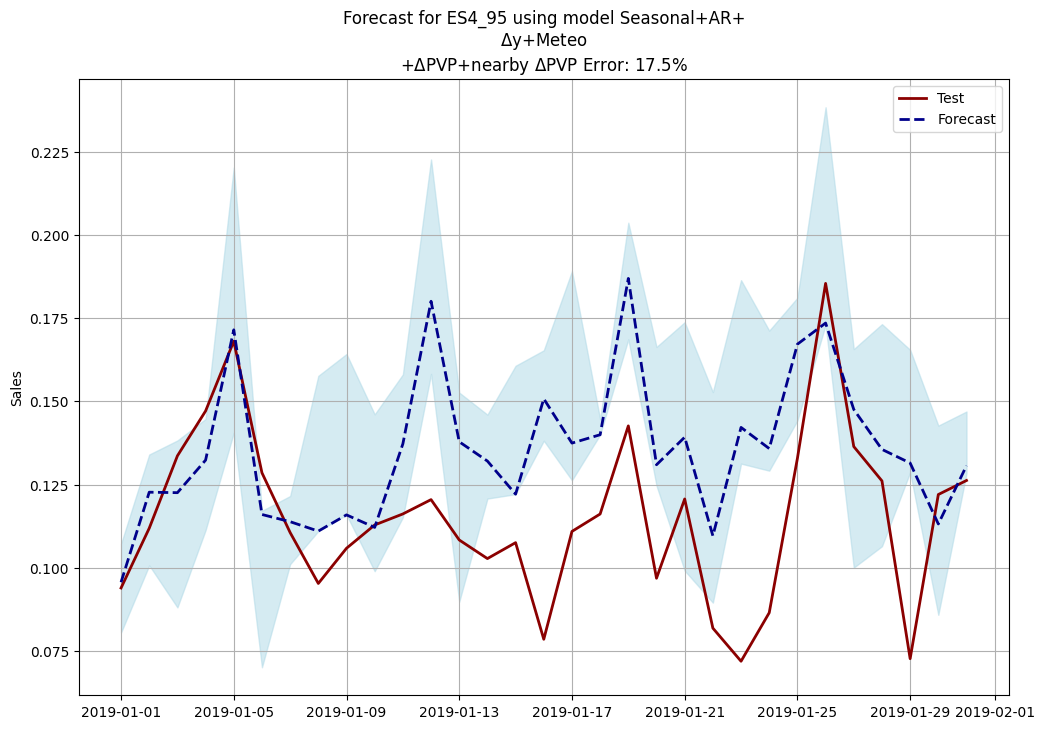 Forecast for ES4_95 using model Seasonal+AR+
Δy+Meteo
+ΔPVP+nearby ΔPVP Error: 17.5%
Test
Forecast
Sales
0.225
0.200
0.175
0.150
0.125
0.100
0.075
2019-01-01 2019-01-05 2019-01-09 2019-01-13 2019-01-17 2019-01-21 2019-01-25 2019-01-29 2019-02-01